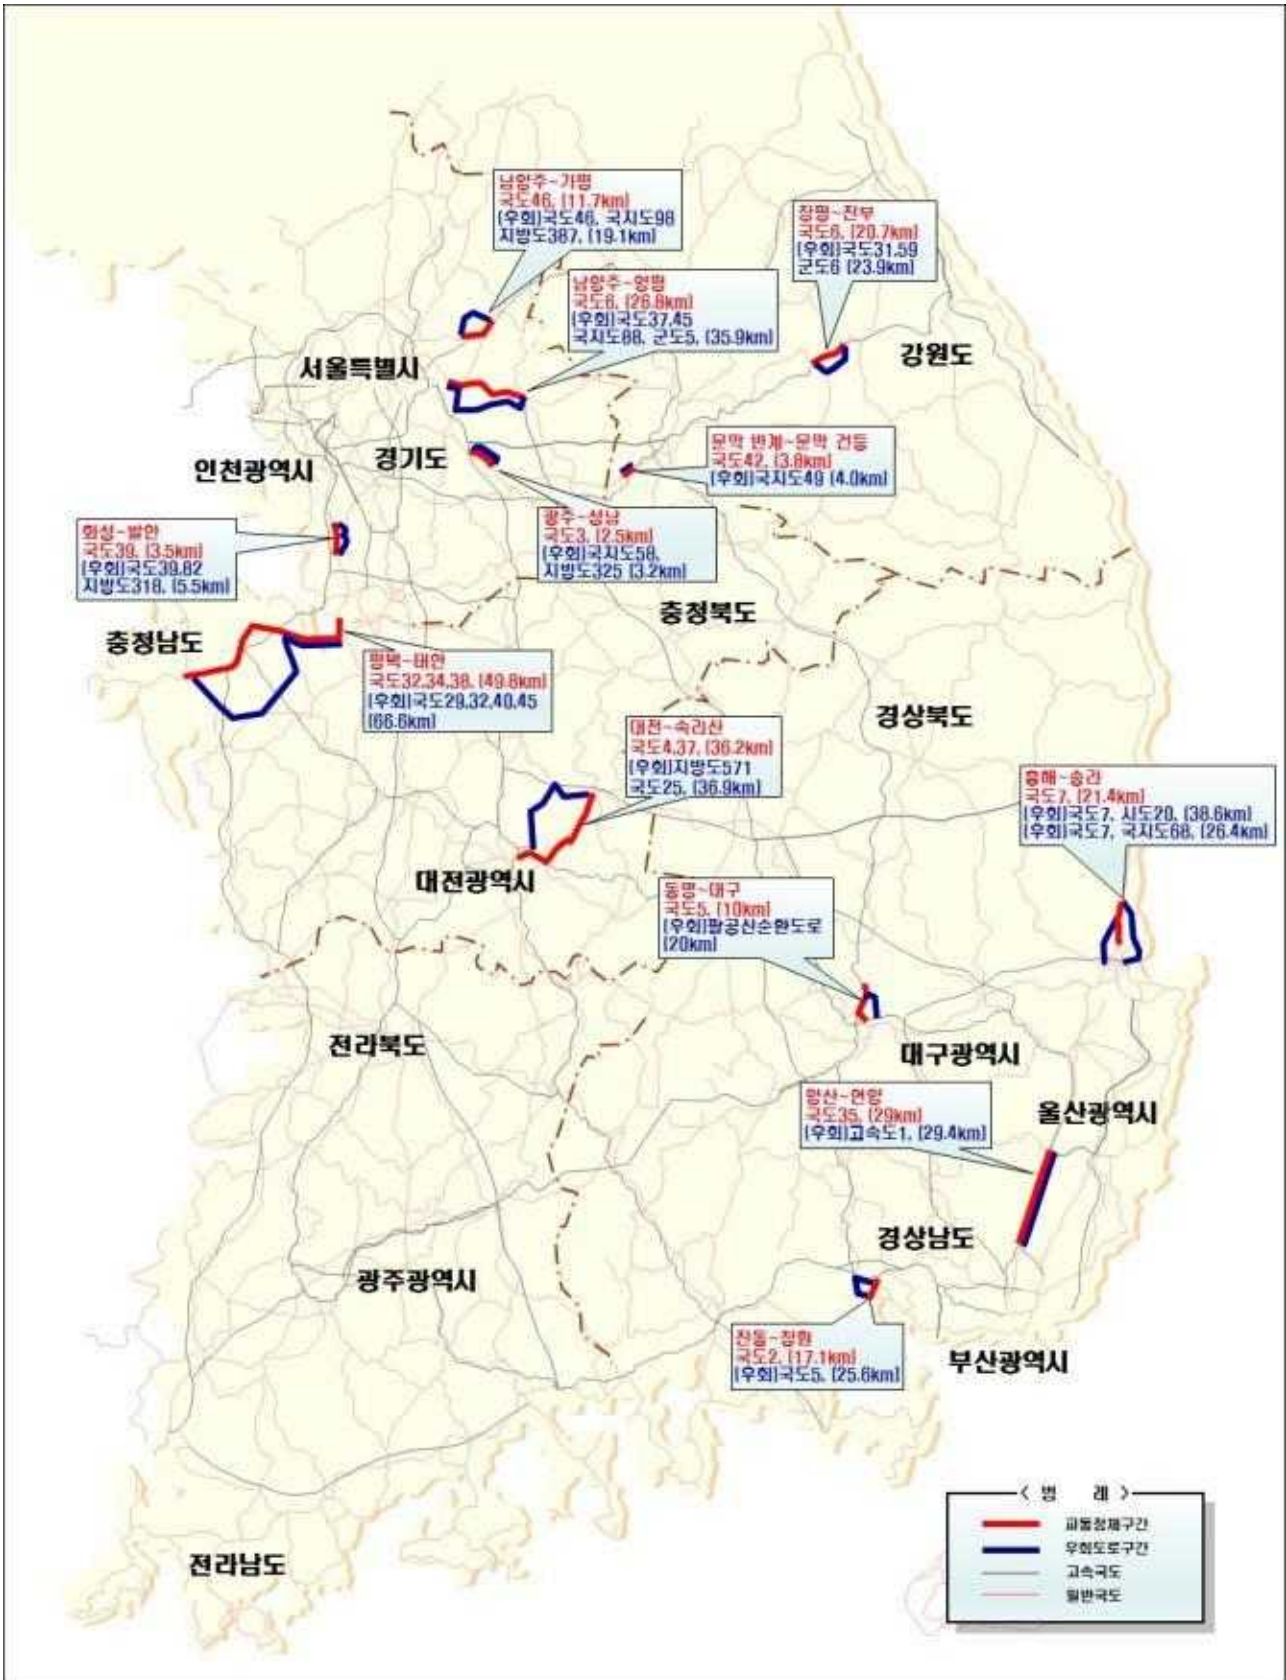 남양주~가평
국도46, (11.7km)
(우회)국도46, 국지도98
지방도387, (19.1km)
장평~진부
국도6, (20.7km)
(우회)국도31,59
군도6 (23.9km)
남양주~양평
국도6, (26.8km)
(우회)국도37,45
국지도88, 군도5, (35.9km)
서울특별시
강원도
문막 반계~문막 건등
국도42, (3.8km)
(우회)국지도49 (4.0km)
인천광역시
경기도
광주~성남
국도3, (2.5km)
(우회)국지도58,
지방도325 (3.2km)
화성~발안
국도39, (3.5km)
(우회)국도39,82
지방도318, (5.5km)
충청북도
충청남도
평택~태안
국도32,34,38, (49.8km)
(우회)국도29,32,40,45
(66.6km)
경상북도
대전~속리산
국도4,37, (36.2km)
(우회)지방도571
국도25, (36.9km)
흥해~송라
국도7, (21.4km)
(우회)국도7, 시도20, (38.6km)
(우회)국도7, 국지도68, (26.4km)
대전광역시
동명~대구
국도5, (10km)
(우회)팔공산순환도로
(20km)
전라북도
대구광역시
양산~언양
국도35, (29km)
(우회)고속도1, (29.4km)
울산광역시
경상남도
광주광역시
진동~창원
국도2, (17.1km)
(우회)국도5, (25.6km)
부산광역시
전라남도
< 범 례 >
교통정체구간
우회도로구간
고속국도
일반국도